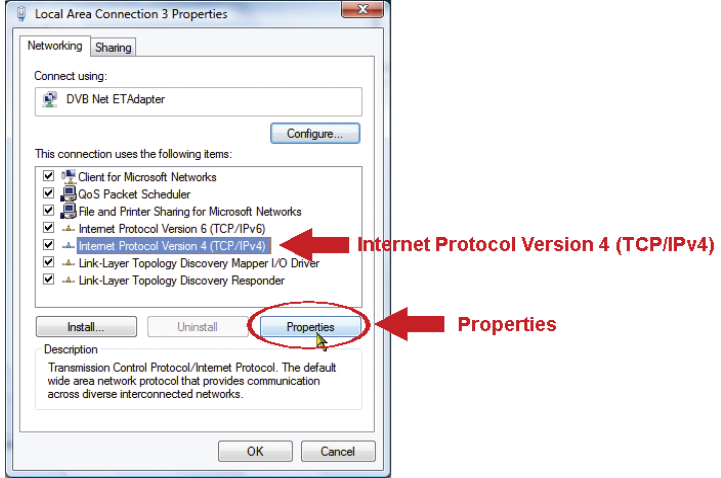 Local Area Connection 3 Properties
Networking
Sharing
Connect using:
DVB Net ETAdapter
Configure...
This connection uses the following items:
Client for Microsoft Networks
QoS Packet Scheduler
File and Printer Sharing for Microsoft Networks
Internet Protocol Version 6 (TCP/IPv6)
Internet Protocol Version 4 (TCP/IPv4)
Internet Protocol Version 4 (TCP/IPv4)
Link-Layer Topology Discovery Mapper I/O Driver
Link-Layer Topology Discovery Responder
Install...
Uninstall
Properties
Properties
Description
Transmission Control Protocol/Internet Protocol. The default
wide area network protocol that provides communication
across diverse interconnected networks.
OK
Cancel